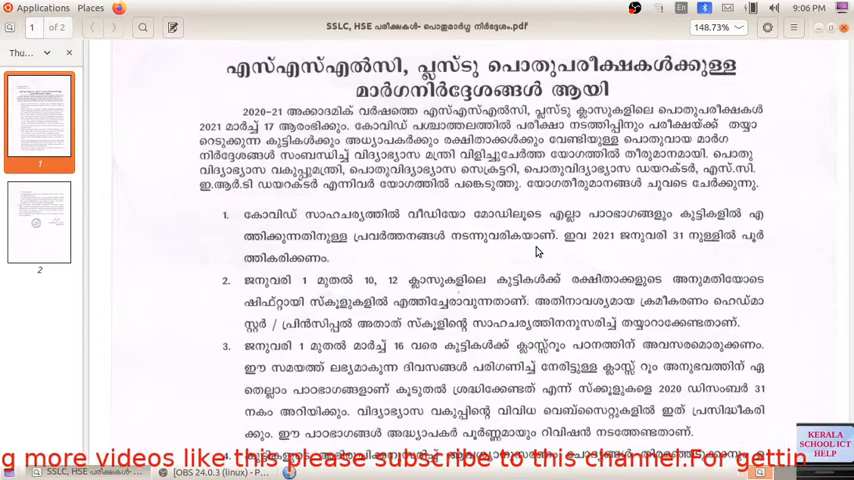 Applications Places En 9:06 PM
1 of 2 SSLC, HSE പരീക്ഷകൾ- പൊതുമാർഗ്ഗ നിർദ്ദേശം.pdf 148.73%
Thu...
എസ്എസ്എൽസി, പ്ലസ്ടു പൊതുപരീക്ഷകൾക്കുള്ള
മാർഗനിർദ്ദേശങ്ങൾ ആയി
2020-21 അക്കാദമിക് വർഷത്തെ എസ്എസ്എൽസി, പ്ലസ്ടു ക്ലാസുകളിലെ പൊതുപരീക്ഷകൾ
2021 മാർച്ച് 17 ആരംഭിക്കും. കോവിഡ് പശ്ചാത്തലത്തിൽ പരീക്ഷാ നടത്തിപ്പിനും പരീക്ഷയ്ക്ക് തയ്യാ
റെടുക്കുന്ന കുട്ടികൾക്കും അധ്യാപകർക്കും രക്ഷിതാക്കൾക്കും വേണ്ടിയുള്ള പൊതുവായ മാർഗ
നിർദ്ദേശങ്ങൾ സംബന്ധിച്ച് വിദ്യാഭ്യാസ മന്ത്രി വിളിച്ചുചേർത്ത യോഗത്തിൽ തീരുമാനമായി. പൊതു
വിദ്യാഭ്യാസ വകുപ്പുമന്ത്രി, പൊതുവിദ്യാഭ്യാസ സെക്രട്ടറി, പൊതുവിദ്യാഭ്യാസ ഡയറക്ടർ, എസ്.സി.
ഇ.ആർ.ടി ഡയറക്ടർ എന്നിവർ യോഗത്തിൽ പങ്കെടുത്തു. യോഗതീരുമാനങ്ങൾ ചുവടെ ചേർക്കുന്നു.
1. കോവിഡ് സാഹചര്യത്തിൽ വീഡിയോ മോഡിലൂടെ എല്ലാ പാഠഭാഗങ്ങളും കുട്ടികളിൽ എ
ത്തിക്കുന്നതിനുള്ള പ്രവർത്തനങ്ങൾ നടന്നുവരികയാണ്. ഇവ 2021 ജനുവരി 31 നുള്ളിൽ പൂർ
ത്തികരിക്കണം.
2. ജനുവരി 1 മുതൽ 10, 12 ക്ലാസുകളിലെ കുട്ടികൾക്ക് രക്ഷിതാക്കളുടെ അനുമതിയോടെ
ഷിഫ്റ്റായി സ്കൂളുകളിൽ എത്തിച്ചേരാവുന്നതാണ്. അതിനാവശ്യമായ ക്രമീകരണം ഹെഡ്മാ
സ്റ്റർ / പ്രിൻസിപ്പൽ അതാത് സ്കൂളിന്റെ സാഹചര്യത്തിനനുസരിച്ച് തയ്യാറാക്കേണ്ടതാണ്.
3. ജനുവരി 1 മുതൽ മാർച്ച് 16 വരെ കുട്ടികൾക്ക് ക്ലാസ്സ്റൂം പഠനത്തിന് അവസരമൊരുക്കണം.
ഈ സമയത്ത് ലഭ്യമാകുന്ന ദിവസങ്ങൾ പരിഗണിച്ച് നേരിട്ടുള്ള ക്ലാസ്സ് റൂം അനുഭവത്തിന് ഏ
തെല്ലാം പാഠഭാഗങ്ങളാണ് കൂടുതൽ ശ്രദ്ധിക്കേണ്ടത് എന്ന് സ്ക്കൂളുകളെ 2020 ഡിസംബർ 31
നകം അറിയിക്കും. വിദ്യാഭ്യാസ വകുപ്പിന്റെ വിവിധ വെബ്സൈറ്റുകളിൽ ഇത് പ്രസിദ്ധീകരി
ക്കും. ഈ പാഠഭാഗങ്ങൾ അദ്ധ്യാപകർ പൂർണ്ണമായും റിവിഷൻ നടത്തേണ്ടതാണ്.
1
2
KERALA
SCHOOL ICT
HELP
g more videos like this please subscribe to this channel.For gettin
SSLC, HSE പരീക്ഷകൾ-... [OBS 24.0.3 (linux) - P...